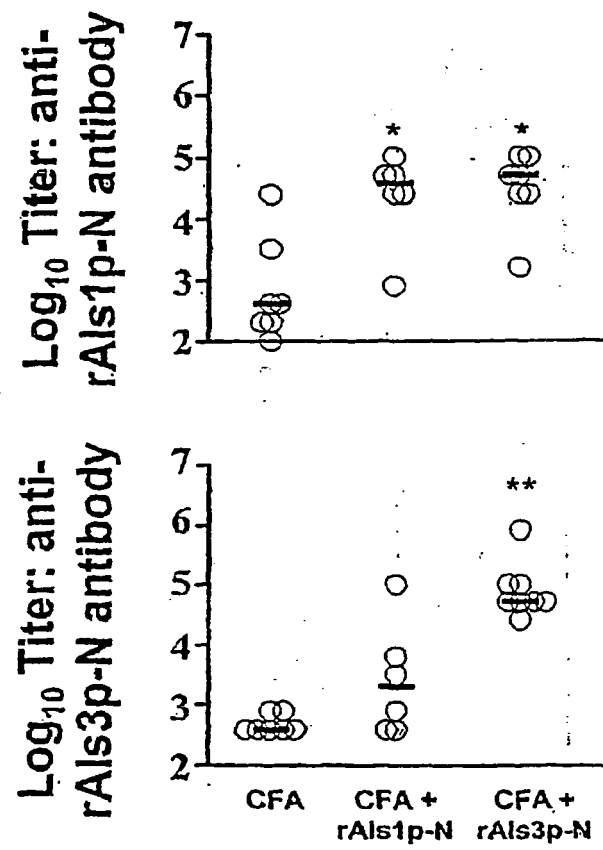 Log₁₀ Titer: anti-
rAls1p-N antibody
7
6
5
4
3
2
*
*
Log₁₀ Titer: anti-
rAls3p-N antibody
7
6
5
4
3
2
**
CFA
CFA +
rAls1p-N
CFA +
rAls3p-N